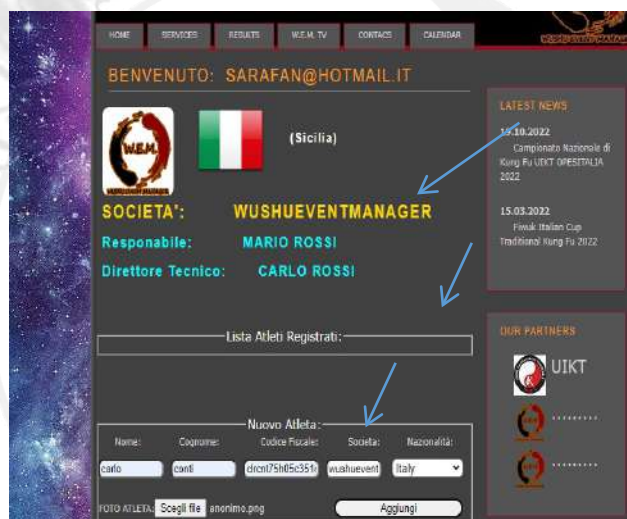 HOME SERVICES RESULTS W.E.M. TV CONTACS CALENDAR
BENVENUTO: SARAFAN@HOTMAIL.IT
W.E.M.
(Sicilia)
SOCIETA': WUSHUEVENTMANAGER
Responabile: MARIO ROSSI
Direttore Tecnico: CARLO ROSSI
Lista Atleti Registrati:
Nuovo Atleta:
Nome: Cognome: Codice Fiscale: Societa: Nazionalità:
carlo conti wushuevent Italy
FOTO ATLETA: Scegli file anonimo.png Aggiungi
LATEST NEWS
15.10.2022
Campionato Nazionale di
Kung Fu UIKT OPESITALIA
2022
15.03.2022
Fiwuk Italian Cup
Traditional Kung Fu 2022
OUR PARTNERS
UIKT
.........
.........